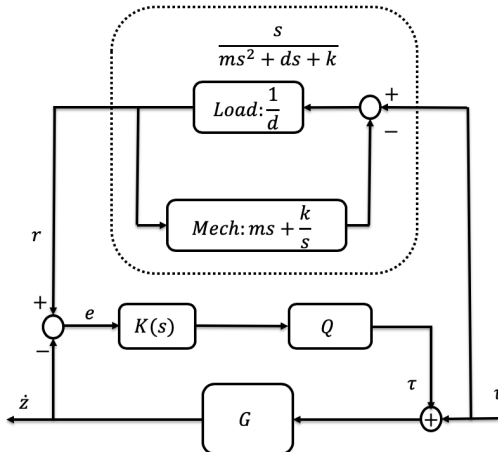 s
ms² + ds + k
+
Load: 1/d
−
Mech: ms + k/s
r
+
e
K(s)
Q
−
τ
ż
G
+